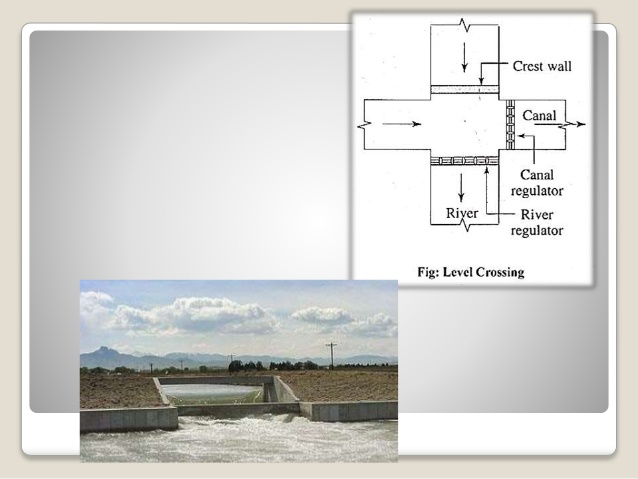 Crest wall
Canal
Canal
regulator
River
River
regulator
Fig: Level Crossing